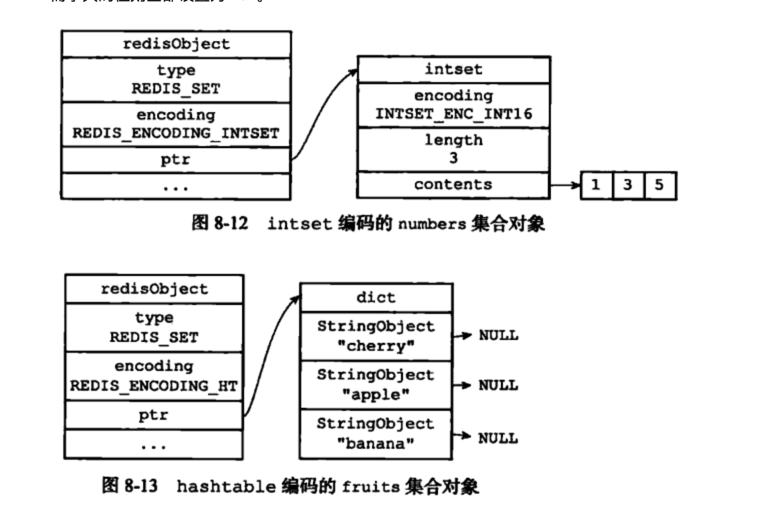 redisObject
type
REDIS_SET
encoding
REDIS_ENCODING_INTSET
ptr
...
intset
encoding
INTSET_ENC_INT16
length
3
contents
1 3 5
图 8-12 intset 编码的 numbers 集合对象
redisObject
type
REDIS_SET
encoding
REDIS_ENCODING_HT
ptr
...
dict
StringObject
"cherry"
NULL
StringObject
"apple"
NULL
StringObject
"banana"
NULL
图 8-13 hashtable 编码的 fruits 集合对象